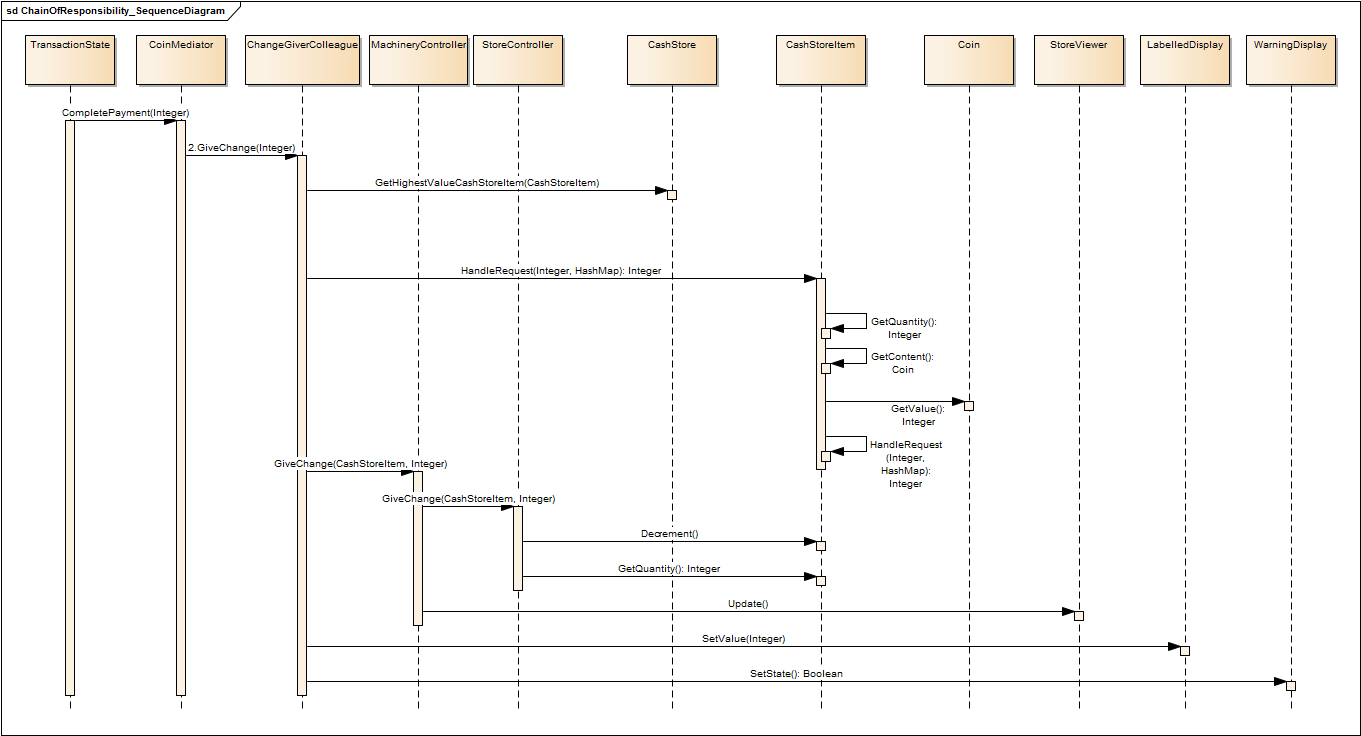 sd ChainOfResponsibility_SequenceDiagram
TransactionState
CoinMediator
ChangeGiverColleague
MachineryController
StoreController
CashStore
CashStoreItem
Coin
StoreViewer
LabelledDisplay
WarningDisplay
CompletePayment(Integer)
2.GiveChange(Integer)
GetHighestValueCashStoreItem(CashStoreItem)
HandleRequest(Integer, HashMap): Integer
GetQuantity():
Integer
GetContent():
Coin
GetValue():
Integer
HandleRequest
(Integer,
HashMap):
Integer
GiveChange(CashStoreItem, Integer)
GiveChange(CashStoreItem, Integer)
Decrement()
GetQuantity(): Integer
Update()
SetValue(Integer)
SetState(): Boolean